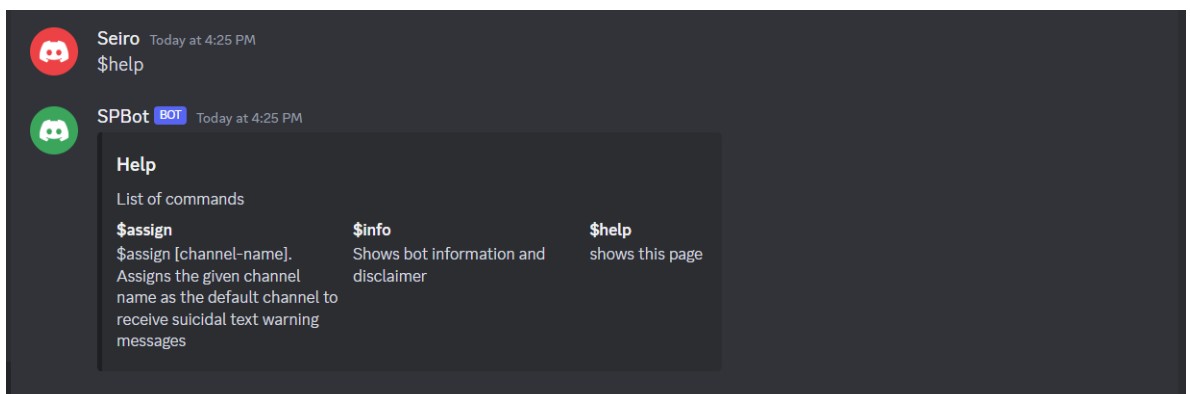 Seiro Today at 4:25 PM
$help
SPBot BOT Today at 4:25 PM
Help
List of commands
$assign
$assign [channel-name].
Assigns the given channel
name as the default channel to
receive suicidal text warning
messages
$info
Shows bot information and
disclaimer
$help
shows this page